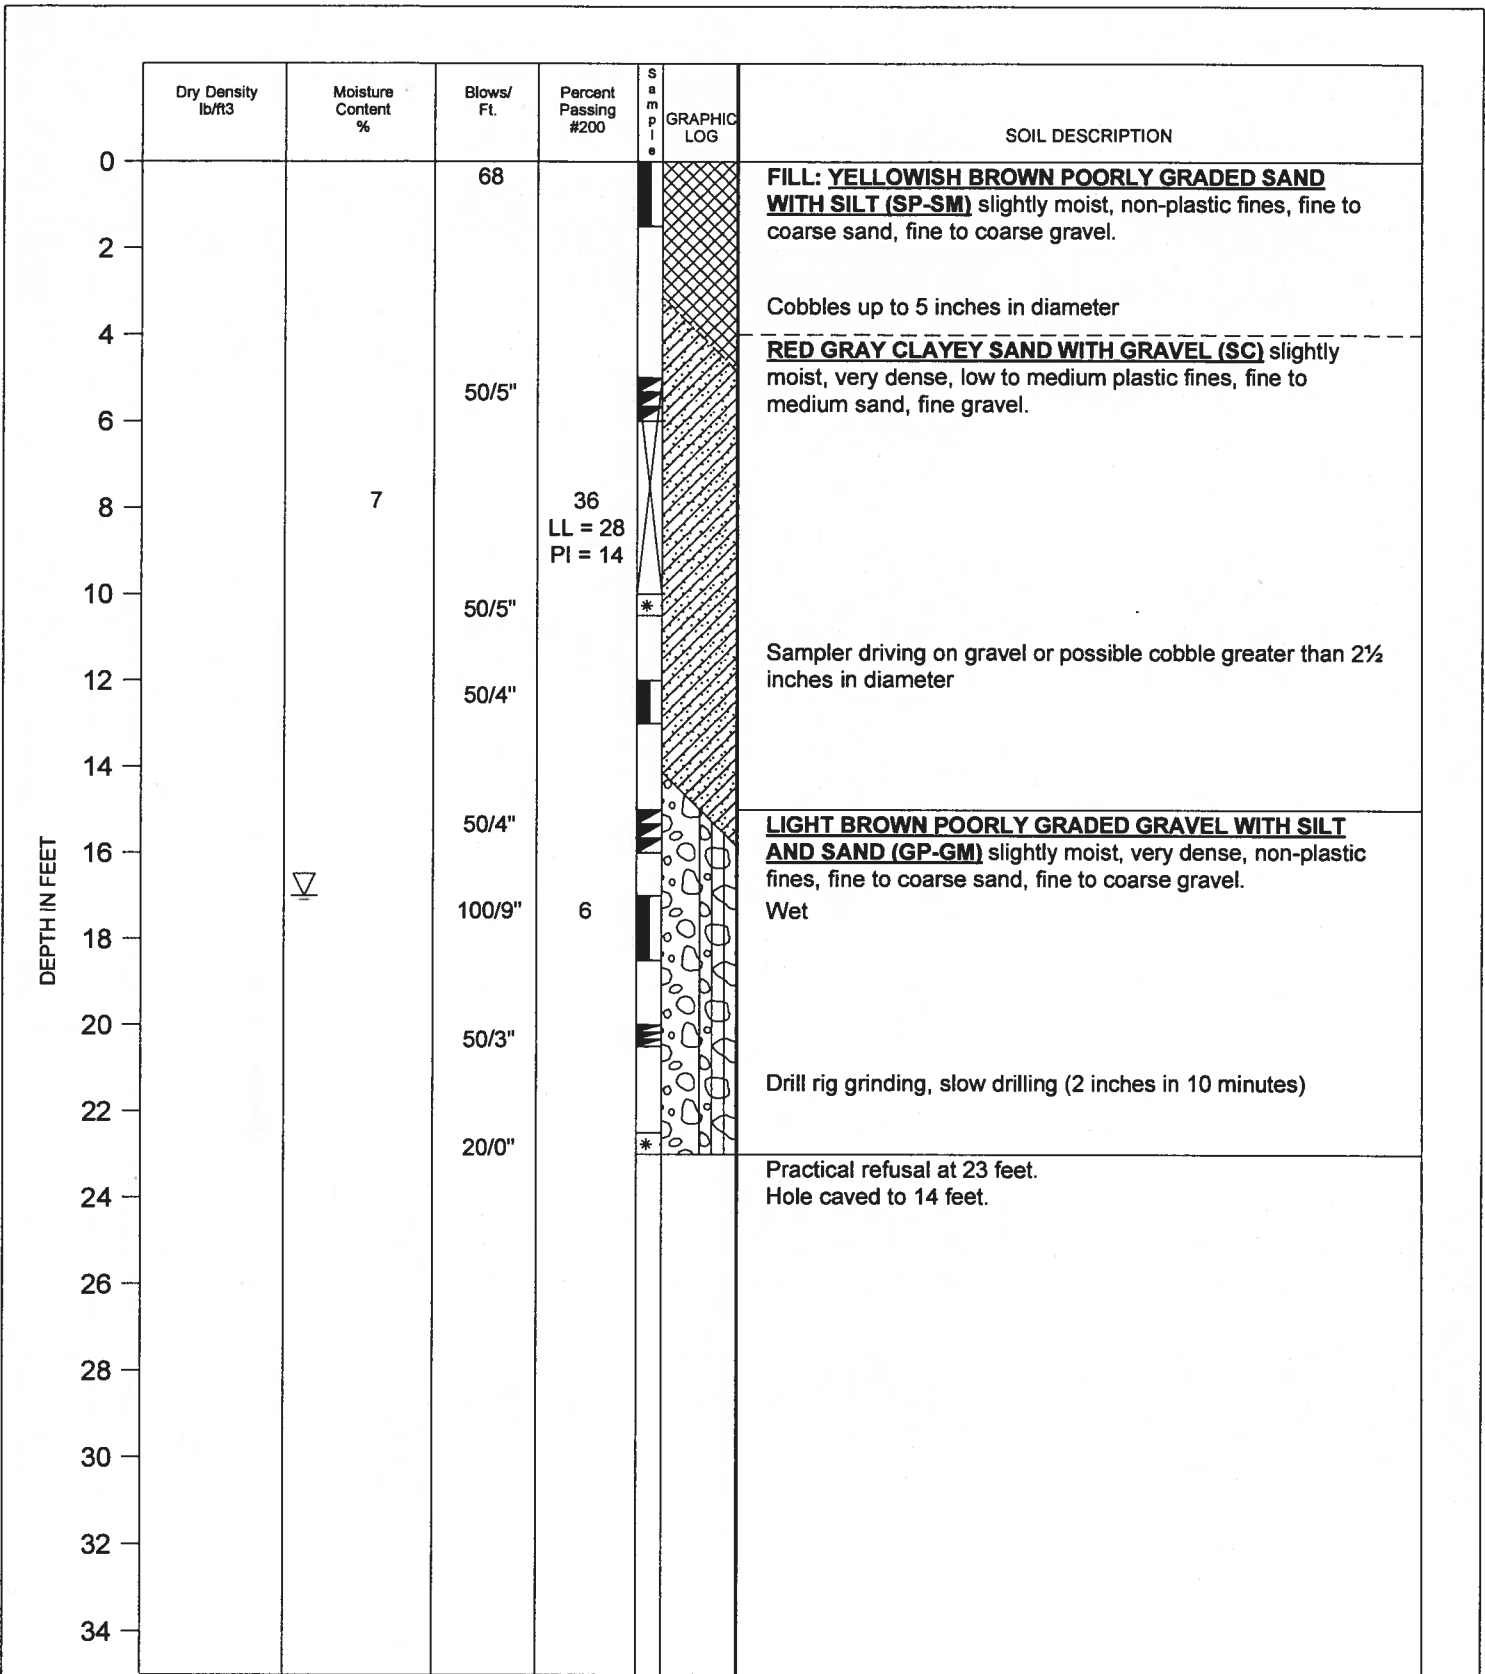 Dry Density
lb/ft3
Moisture
Content
%
Blows/
Ft.
Percent
Passing
#200
Sample
GRAPHIC
LOG
SOIL DESCRIPTION
0
68
FILL: YELLOWISH BROWN POORLY GRADED SAND
WITH SILT (SP-SM) slightly moist, non-plastic fines, fine to
coarse sand, fine to coarse gravel.
2
Cobbles up to 5 inches in diameter
4
RED GRAY CLAYEY SAND WITH GRAVEL (SC) slightly
moist, very dense, low to medium plastic fines, fine to
medium sand, fine gravel.
50/5"
6
8
7
36
LL = 28
PI = 14
10
50/5"
*
Sampler driving on gravel or possible cobble greater than 2½
inches in diameter
12
50/4"
14
50/4"
LIGHT BROWN POORLY GRADED GRAVEL WITH SILT
AND SAND (GP-GM) slightly moist, very dense, non-plastic
fines, fine to coarse sand, fine to coarse gravel.
16
100/9"
6
Wet
18
DEPTH IN FEET
20
50/3"
Drill rig grinding, slow drilling (2 inches in 10 minutes)
22
20/0"
*
Practical refusal at 23 feet.
Hole caved to 14 feet.
24
26
28
30
32
34